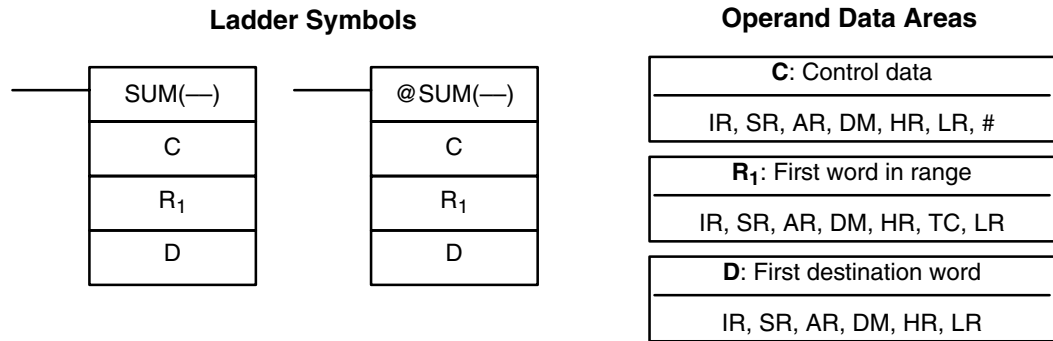 Ladder Symbols
SUM(—)
C
R1
D
@SUM(—)
C
R1
D
Operand Data Areas
C: Control data
IR, SR, AR, DM, HR, LR, #
R1: First word in range
IR, SR, AR, DM, HR, TC, LR
D: First destination word
IR, SR, AR, DM, HR, LR